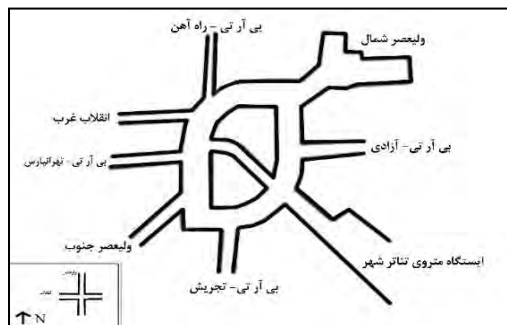 بی آر تی - راه آهن
ولیعصر شمال
انقلاب غرب
بی آر تی - آزادی
بی آر تی - تهرانپارس
ولیعصر جنوب
ایستگاه متروی تئاتر شهر
بی آر تی - تجریش
N